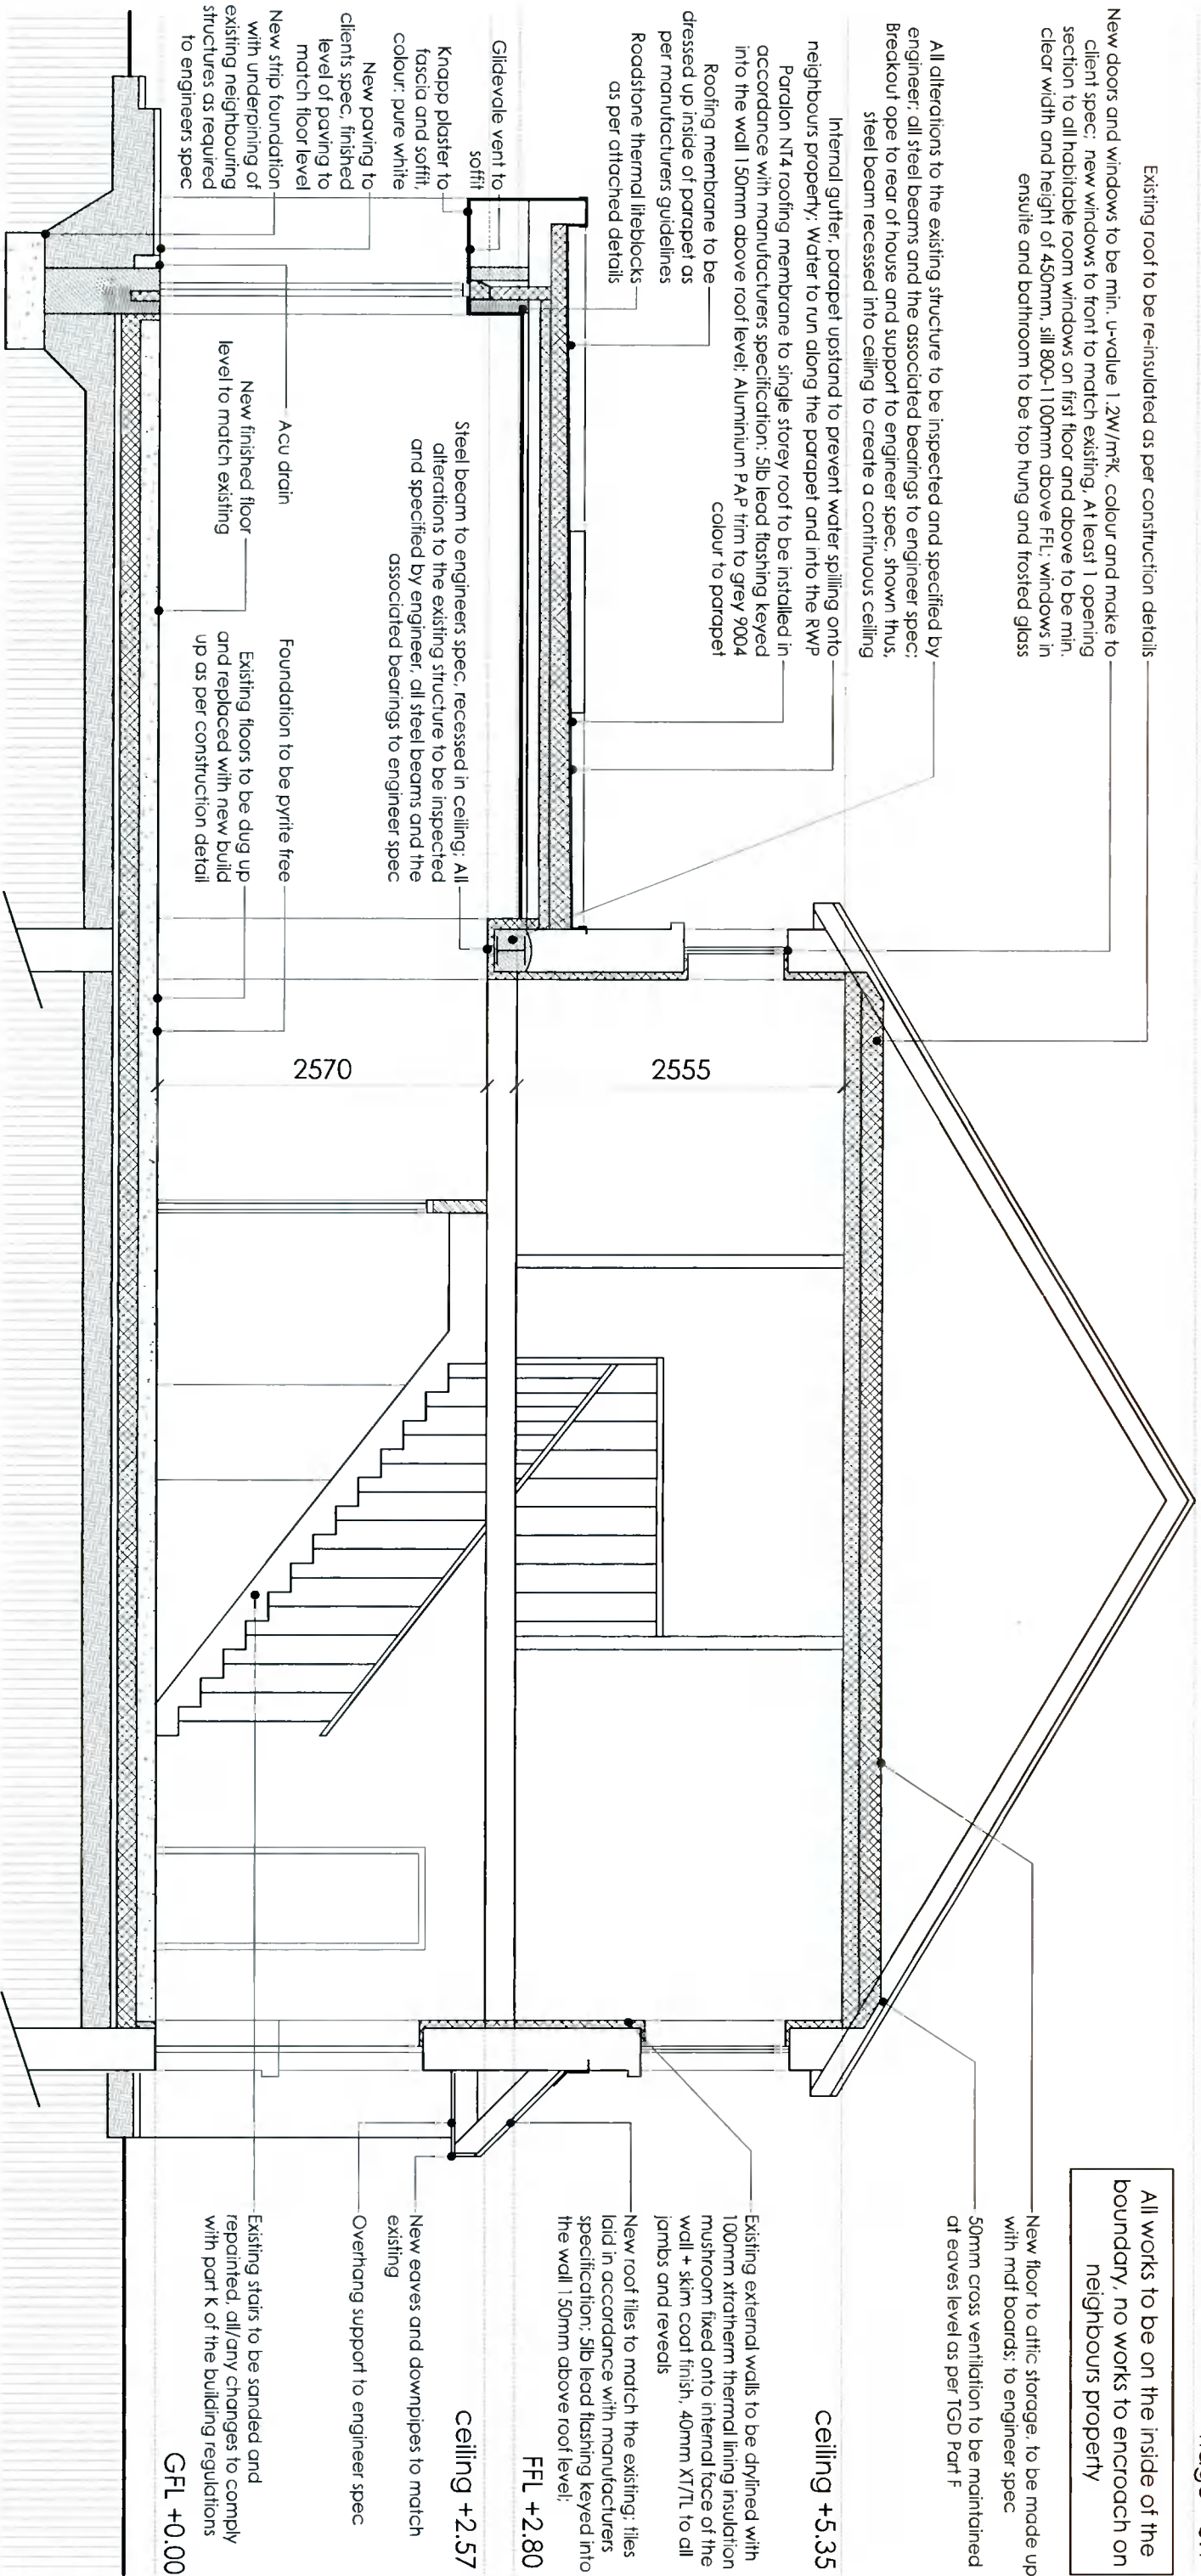 Existing roof to be re-insulated as per construction details
New doors and windows to be min. u-value 1.2W/m²K, colour and make to
client spec; new windows to front to match existing, At least 1 opening
section to all habitable room windows on first floor and above to be min.
clear width and height of 450mm, sill 800-1100mm above FFL; windows in
ensuite and bathroom to be top hung and frosted glass
All alterations to the existing structure to be inspected and specified by
engineer; all steel beams and the associated bearings to engineer spec;
Breakout ope to rear of house and support to engineer spec, shown thus,
steel beam recessed into ceiling to create a continuous ceiling
Internal gutter, parapet upstand to prevent water spilling onto
neighbours property; Water to run along the parapet and into the RWP
Paralon NT4 roofing membrane to single storey roof to be installed in
accordance with manufacturers specification; 5lb lead flashing keyed
into the wall 150mm above roof level; Aluminium PAP trim to grey 9004
colour to parapet
Roofing membrane to be
dressed up inside of parapet as
per manufacturers guidelines
Roadstone thermal liteblocks
as per attached details
Glidevale vent to
soffit
Knapp plaster to
fascia and soffit,
colour: pure white
New paving to
clients spec, finished
level of paving to
match floor level
New strip foundation
with underpining of
existing neighbouring
structures as required
to engineers spec
Steel beam to engineers spec, recessed in ceiling; All
alterations to the existing structure to be inspected
and specified by engineer, all steel beams and the
associated bearings to engineer spec
Acu drain
New finished floor
level to match existing
Foundation to be pyrite free
Existing floors to be dug up
and replaced with new build
up as per construction detail
2570
2555
All works to be on the inside of the
boundary, no works to encroach on
neighbours property
New floor to attic storage, to be made up
with mdf boards; to engineer spec
50mm cross ventilation to be maintained
at eaves level as per TGD Part F
ceiling +5.35
Existing external walls to be drylined with
100mm xtratherm thermal lining insulation
mushroom fixed onto internal face of the
wall + skim coat finish, 40mm XT/TL to all
jambs and reveals
New roof tiles to match the existing; tiles
laid in accordance with manufacturers
specification; 5lb lead flashing keyed into
the wall 150mm above roof level;
FFL +2.80
ceiling +2.57
New eaves and downpipes to match
existing
Overhang support to engineer spec
Existing stairs to be sanded and
repainted, all/any changes to comply
with part K of the building regulations
GFL +0.00